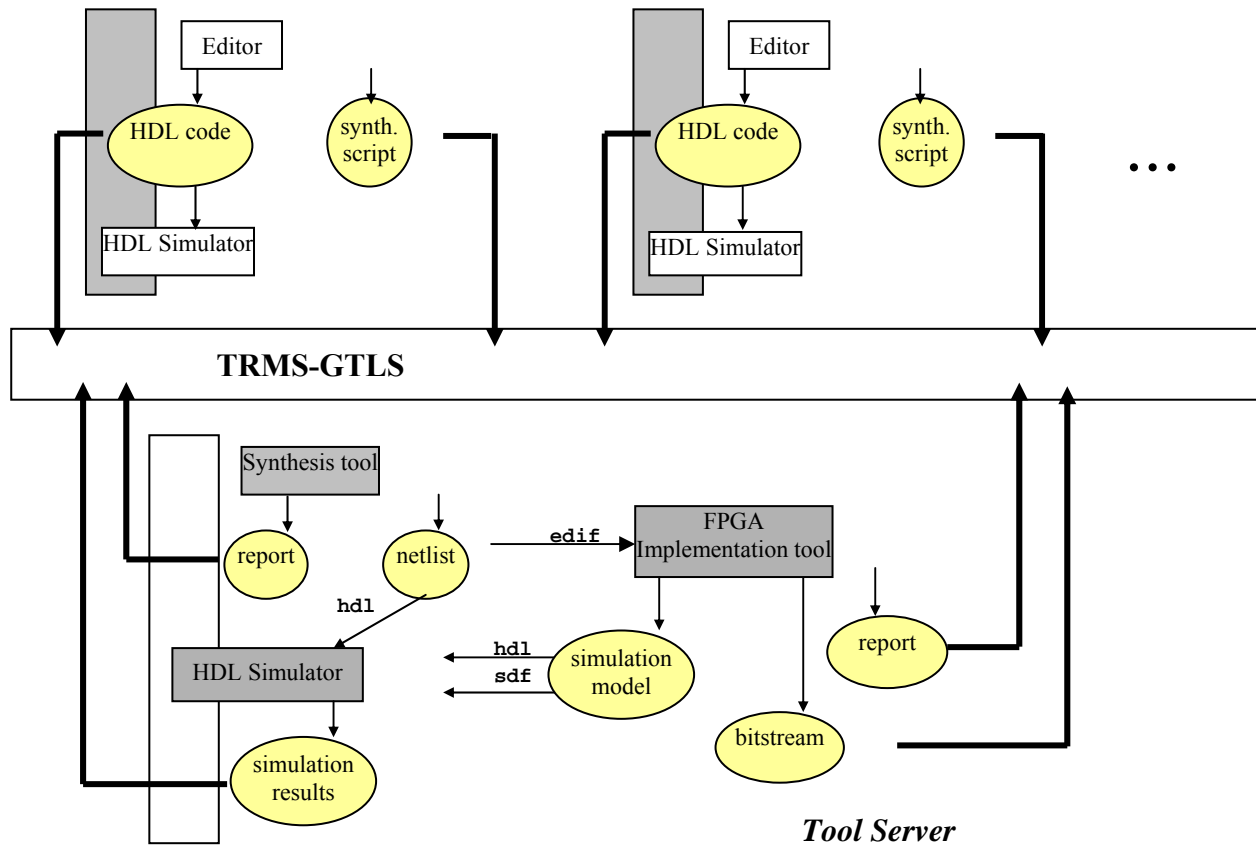 Editor
Editor
HDL code
synth.
script
HDL code
synth.
script
...
HDL Simulator
HDL Simulator
TRMS-GTLS
Synthesis tool
FPGA
Implementation tool
report
netlist
edif
hdl
report
HDL Simulator
hdl
sdf
simulation
model
bitstream
simulation
results
Tool Server